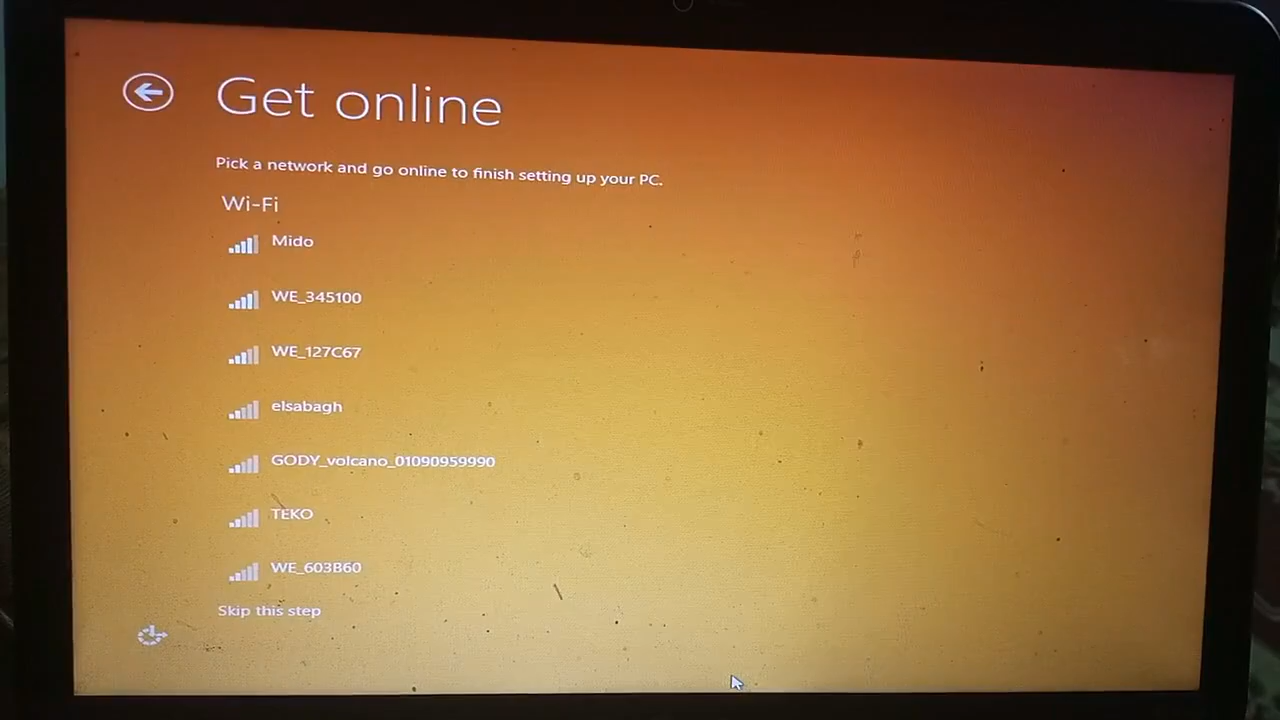 Get online
Pick a network and go online to finish setting up your PC.
Wi-Fi
Mido
WE_345100
WE_127C67
elsabagh
GODY_volcano_01090959990
TEKO
WE_603B60
Skip this step